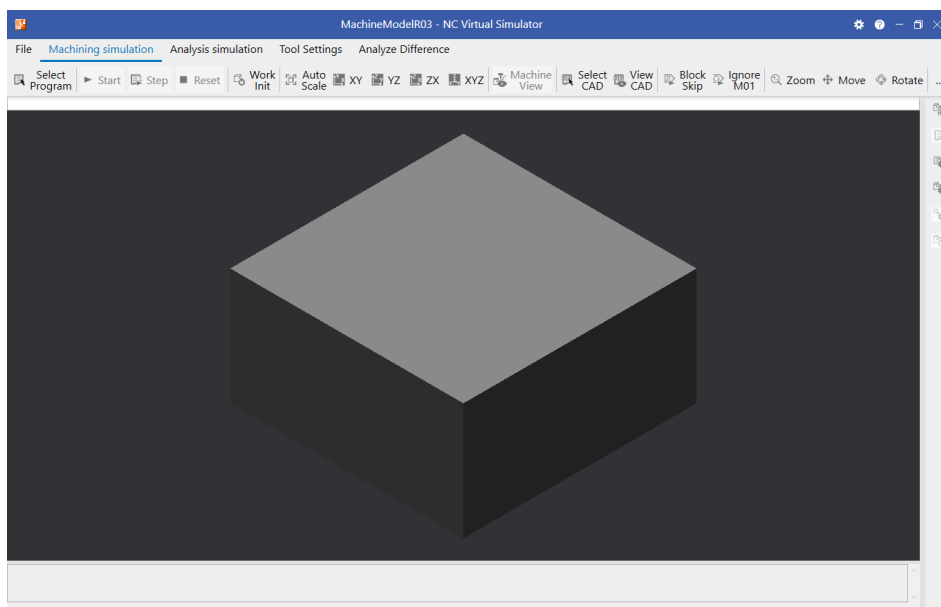 MachineModelR03 - NC Virtual Simulator
File Machining simulation Analysis simulation Tool Settings Analyze Difference
Select Program Start Step Reset Work Init Auto Scale XY YZ ZX XYZ Machine View Select CAD View CAD Block Skip Ignore M01 Zoom Move Rotate ...